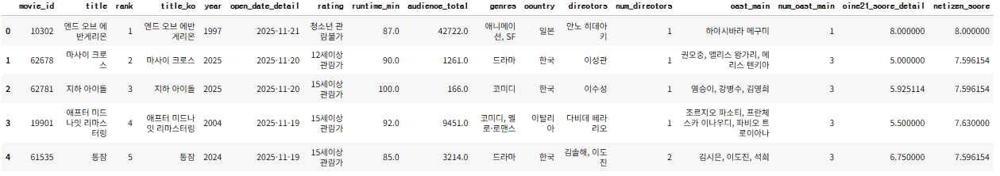 movie_id title rank title_ko year open_date_detail rating runtime_min audience_total genres country directors num_directors cast_main num_cast_main cine21_score_detail netizen_score
0 10302 엔드 오브 에반게리온 1 엔드 오브 에반게리온 1997 2025-11-21 청소년 관람불가 87.0 42722.0 애니메이션, SF 일본 안노 히데아키 1 하야시바라 메구미 1 8.000000 8.000000
1 62678 마사이 크로스 2 마사이 크로스 2025 2025-11-20 12세이상관람가 90.0 1261.0 드라마 한국 이성관 1 권오중, 앨리스 왕가리, 메리스 텐키아 3 5.000000 7.596154
2 62781 지하 아이돌 3 지하 아이돌 2025 2025-11-20 15세이상관람가 100.0 166.0 코미디 한국 이수성 1 염승이, 강병수, 김영희 3 5.925114 7.596154
3 19901 애프터 미드나잇 리마스터링 4 애프터 미드나잇 리마스터링 2004 2025-11-19 15세이상관람가 92.0 9451.0 코미디, 멜로·로맨스 이탈리아 다비데 페라리오 1 조르지오 파소티, 프란체스카 이나우디, 파비오 트로이아나 3 5.500000 7.630000
4 61535 통잠 5 통잠 2024 2025-11-19 15세이상관람가 85.0 3214.0 드라마 한국 김솔해, 이도진 2 김시은, 이도진, 석희 3 6.750000 7.596154